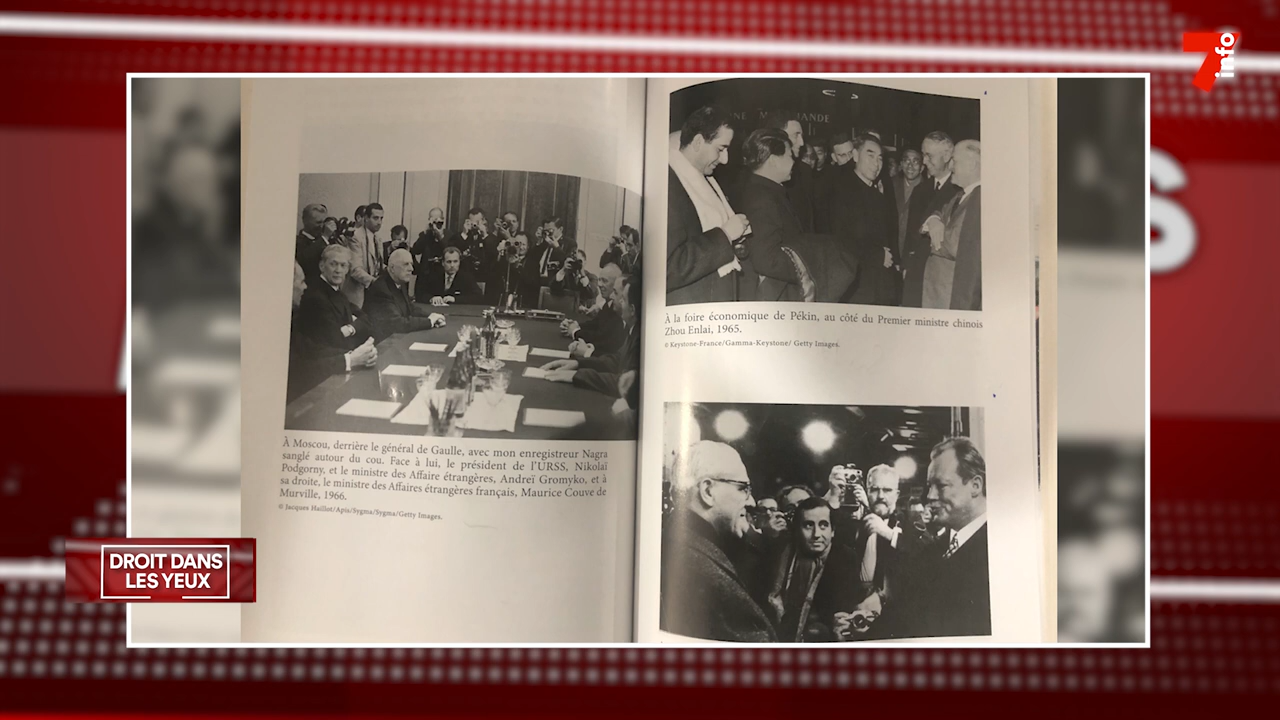 7info
À Moscou, derrière le général de Gaulle, avec mon enregistreur Nagra
sanglé autour du cou. Face à lui, le président de l'URSS, Nikolaï
Podgorny, et le ministre des Affaire étrangères, Andreï Gromyko, et à
sa droite, le ministre des Affaires étrangères français, Maurice Couve de
Murville, 1966.
© Jacques Haillot/Apis/Sygma/Sygma/Getty Images.
À la foire économique de Pékin, au côté du Premier ministre chinois
Zhou Enlai, 1965.
© Keystone-France/Gamma-Keystone/ Getty Images.
DROIT DANS
LES YEUX
S